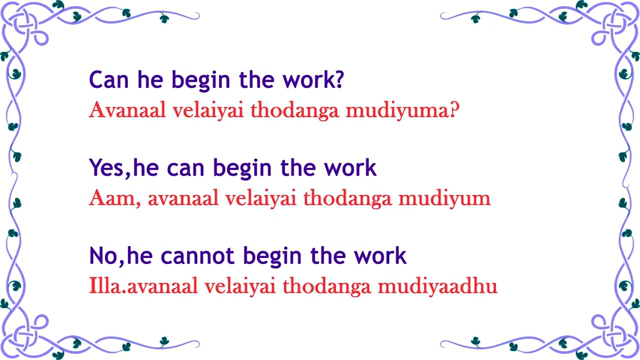 Can he begin the work?
Avanaal velaiyai thodanga mudiyuma?
Yes,he can begin the work
Aam, avanaal velaiyai thodanga mudiyum
No,he cannot begin the work
Illa.avanaal velaiyai thodanga mudiyaadhu